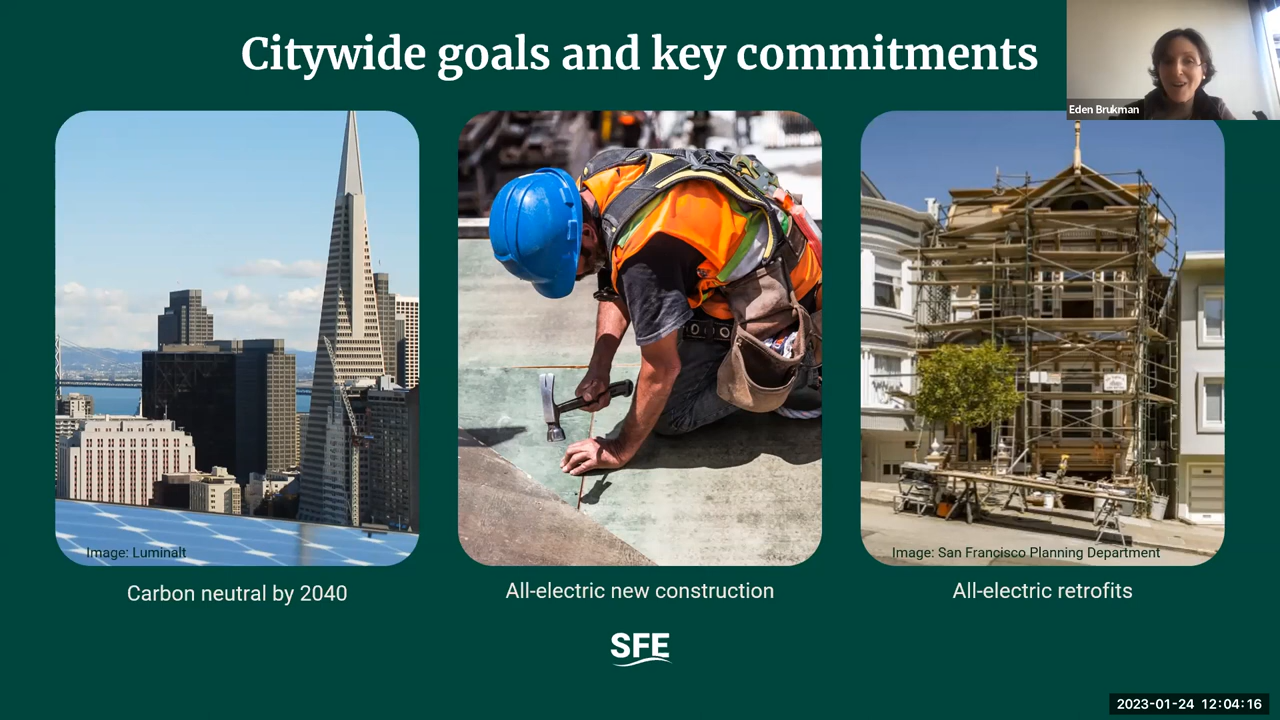 Citywide goals and key commitments
Eden Brukman
Image: Luminalt
Image: San Francisco Planning Department
Carbon neutral by 2040
All-electric new construction
All-electric retrofits
SFE
2023-01-24 12:04:16